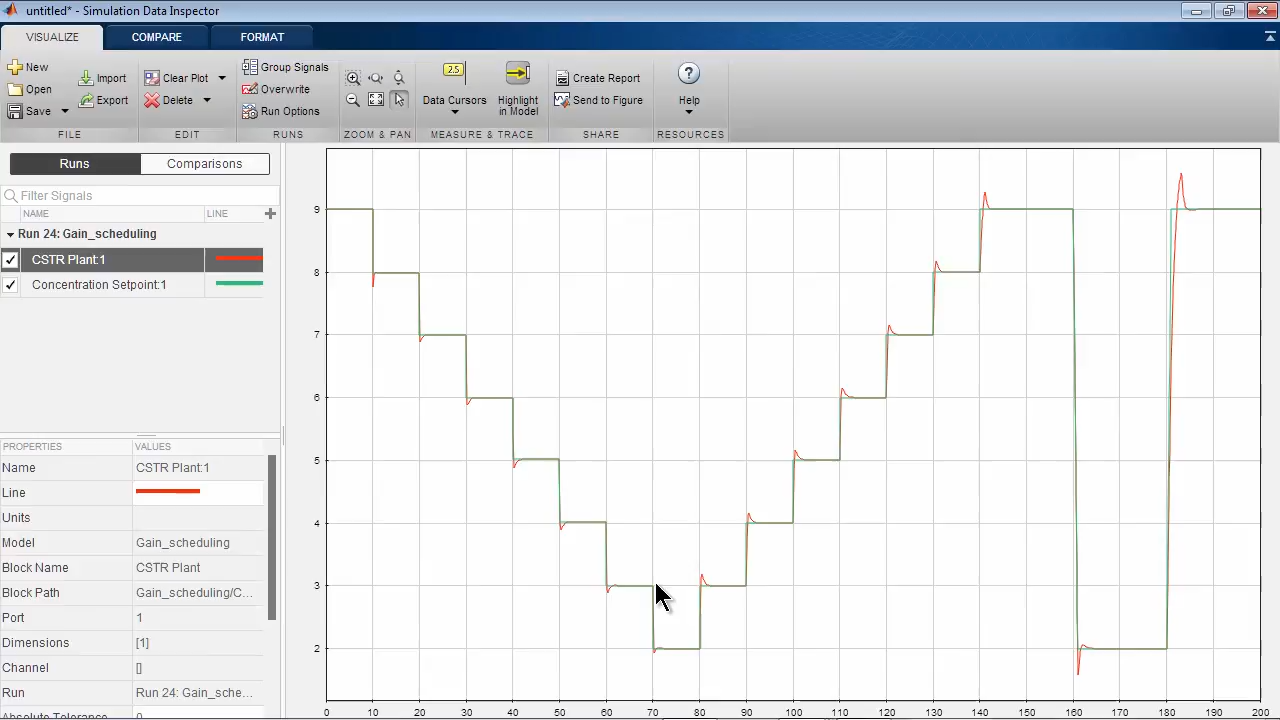 untitled* - Simulation Data Inspector
VISUALIZE COMPARE FORMAT
New
Open
Save
Import
Export
FILE
Clear Plot
Delete
EDIT
Group Signals
Overwrite
Run Options
RUNS
ZOOM & PAN
2.5
Data Cursors
Highlight
in Model
MEASURE & TRACE
Create Report
Send to Figure
SHARE
?
Help
RESOURCES
Runs Comparisons
Filter Signals
NAME LINE
Run 24: Gain_scheduling
CSTR Plant:1
Concentration Setpoint:1
PROPERTIES VALUES
Name CSTR Plant:1
Line
Units
Model Gain_scheduling
Block Name CSTR Plant
Block Path Gain_scheduling/C...
Port 1
Dimensions [1]
Channel []
Run Run 24: Gain_sche...
Absolute Tolerance 0
9
8
7
6
5
4
3
2
0 10 20 30 40 50 60 70 80 90 100 110 120 130 140 150 160 170 180 190 200